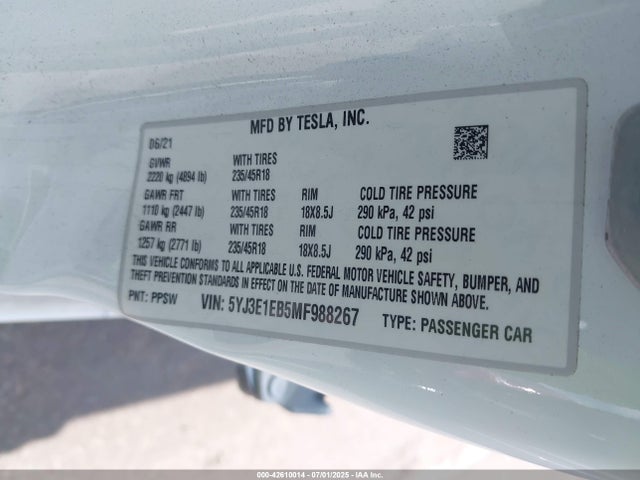 MFD BY TESLA, INC.
06/21
GVWR WITH TIRES
2220 kg (4894 lb) 235/45R18
GAWR FRT WITH TIRES RIM COLD TIRE PRESSURE
1110 kg (2447 lb) 235/45R18 18X8.5J 290 kPa, 42 psi
GAWR RR WITH TIRES RIM COLD TIRE PRESSURE
1257 kg (2771 lb) 235/45R18 18X8.5J 290 kPa, 42 psi
THIS VEHICLE CONFORMS TO ALL APPLICABLE U.S. FEDERAL MOTOR VEHICLE SAFETY, BUMPER, AND
THEFT PREVENTION STANDARDS IN EFFECT ON THE DATE OF MANUFACTURE SHOWN ABOVE.
PNT: PPSW VIN: 5YJ3E1EB5MF988267 TYPE: PASSENGER CAR
000-42610014 - 07/01/2025 - IAA Inc.